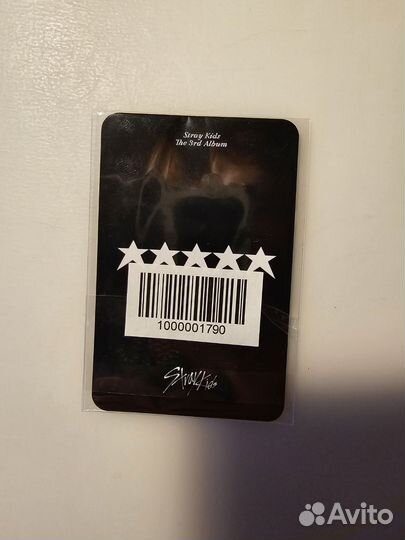 Stray Kids
The 3rd Album
1000001790
Stray Kids
Avito